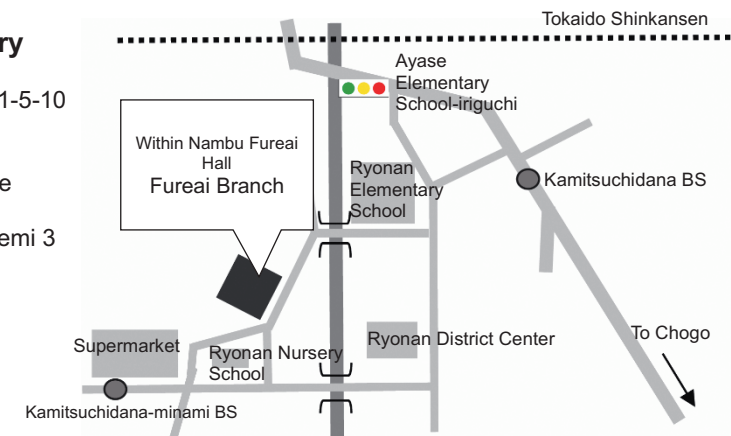 Tokaido Shinkansen
ry
1-5-10
e
emi 3
Ayase
Elementary
School-iriguchi
Within Nambu Fureai
Hall
Fureai Branch
Ryonan
Elementary
School
Kamitsuchidana BS
Supermarket
Ryonan Nursery
School
Ryonan District Center
To Chogo
Kamitsuchidana-minami BS